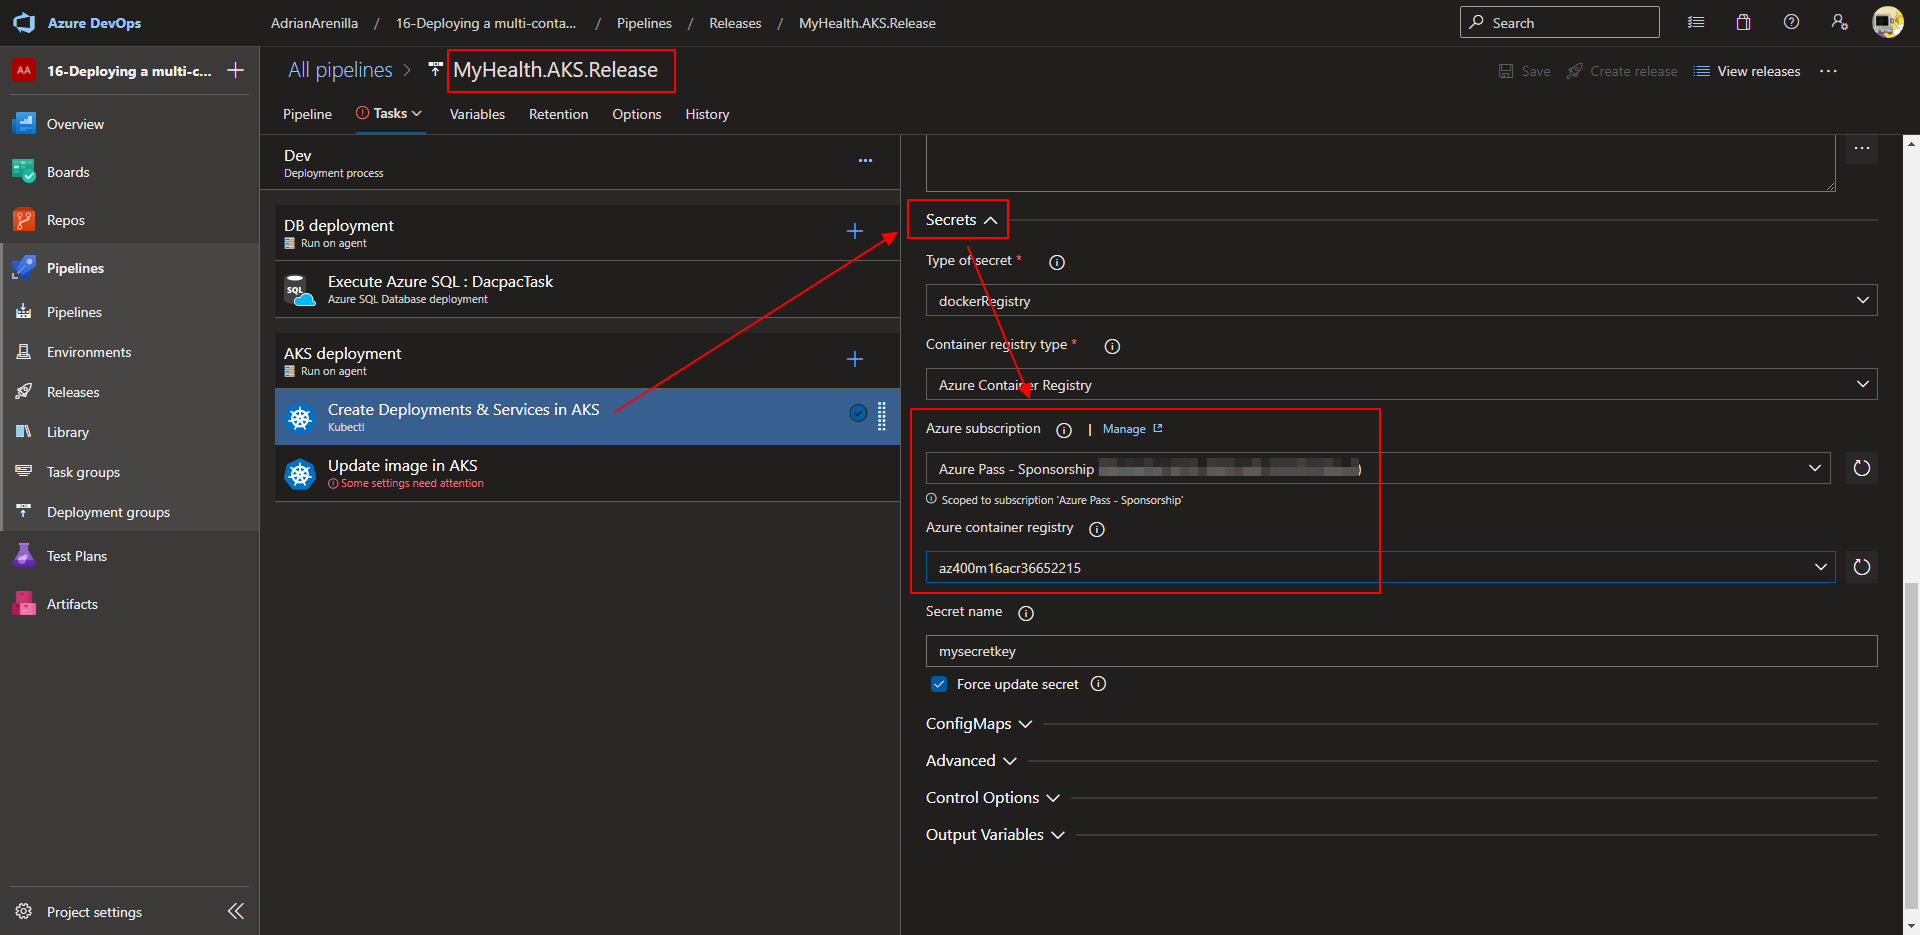 Azure DevOps
AdrianArenilla / 16-Deploying a multi-conta... / Pipelines / Releases / MyHealth.AKS.Release
Search
AA 16-Deploying a multi-c...
Overview
Boards
Repos
Pipelines
Pipelines
Environments
Releases
Library
Task groups
Deployment groups
Test Plans
Artifacts
Project settings
All pipelines > MyHealth.AKS.Release
Save Create release View releases
Pipeline Tasks Variables Retention Options History
Dev
Deployment process
DB deployment
Run on agent
SQL
Execute Azure SQL : DacpacTask
Azure SQL Database deployment
AKS deployment
Run on agent
Create Deployments & Services in AKS
Kubectl
Update image in AKS
Some settings need attention
Secrets
Type of secret *
dockerRegistry
Container registry type *
Azure Container Registry
Azure subscription | Manage
Azure Pass - Sponsorship )
Scoped to subscription 'Azure Pass - Sponsorship'
Azure container registry
az400m16acr36652215
Secret name
mysecretkey
Force update secret
ConfigMaps
Advanced
Control Options
Output Variables